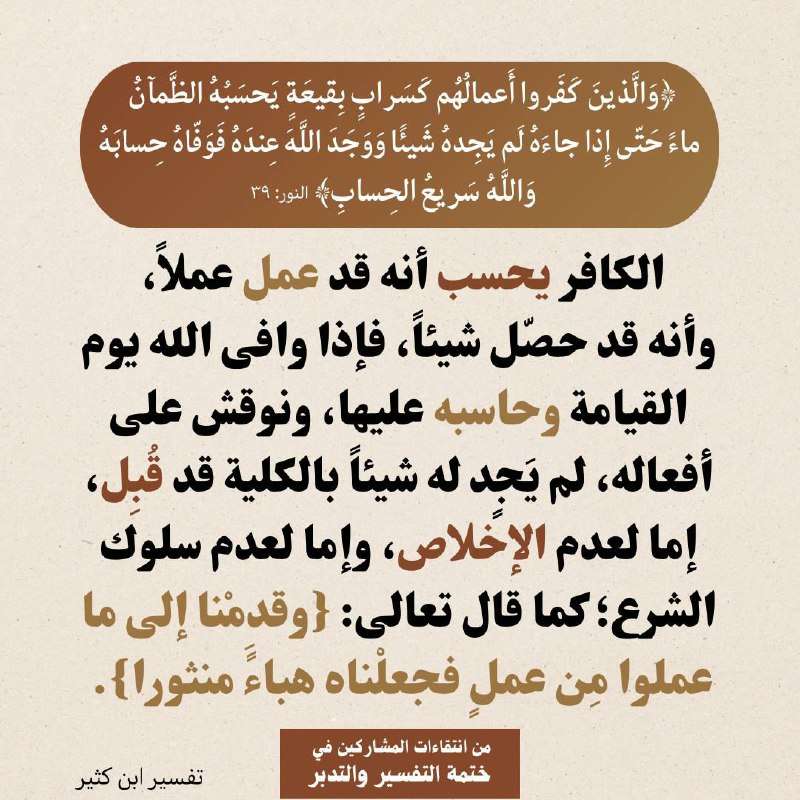 ﴿وَالَّذينَ كَفَروا أَعمالُهُم كَسَرابٍ بِقيعَةٍ يَحسَبُهُ الظَّمآنُ
ماءً حَتّى إِذا جاءَهُ لَم يَجِدهُ شَيئًا وَوَجَدَ اللَّهَ عِندَهُ فَوَفّاهُ حِسابَهُ
وَاللَّهُ سَريعُ الحِسابِ﴾ النور: ٣٩
الكافر يحسب أنه قد عمل عملاً،
وأنه قد حصّل شيئاً، فإذا وافى الله يوم
القيامة وحاسبه عليها، ونوقش على
أفعاله، لم يَجِد له شيئاً بالكلية قد قُبِل،
إما لعدم الإخلاص، وإما لعدم سلوك
الشرع؛ كما قال تعالى: {وقدمْنا إلى ما
عملوا مِن عملٍ فجعلْناه هباءً منثورا}.
من انتقاءات المشاركين في
ختمة التفسير والتدبر
تفسير ابن كثير